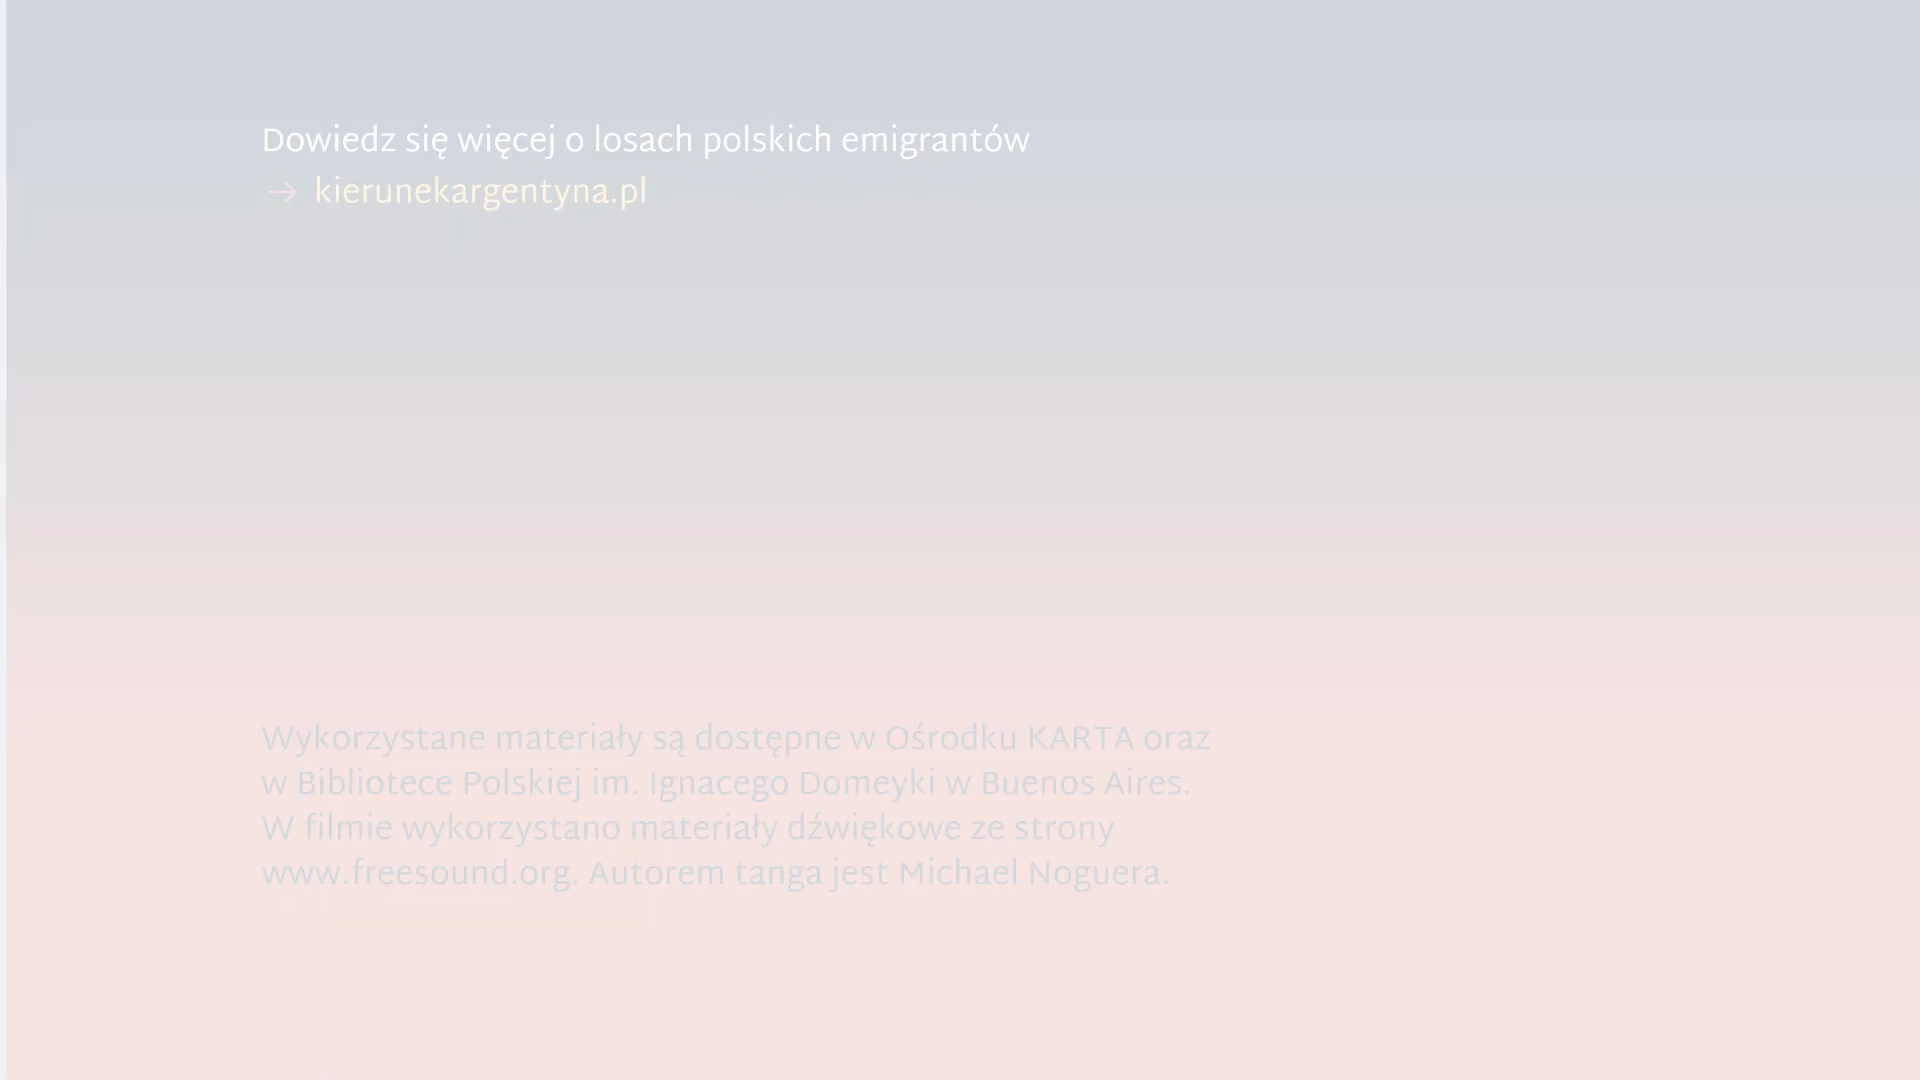 Dowiedz się więcej o losach polskich emigrantów
→ kierunekargentyna.pl
Wykorzystane materiały są dostępne w Ośrodku KARTA oraz
w Bibliotece Polskiej im. Ignacego Domeyki w Buenos Aires.
W filmie wykorzystano materiały dźwiękowe ze strony
www.freesound.org. Autorem tanga jest Michael Noguera.